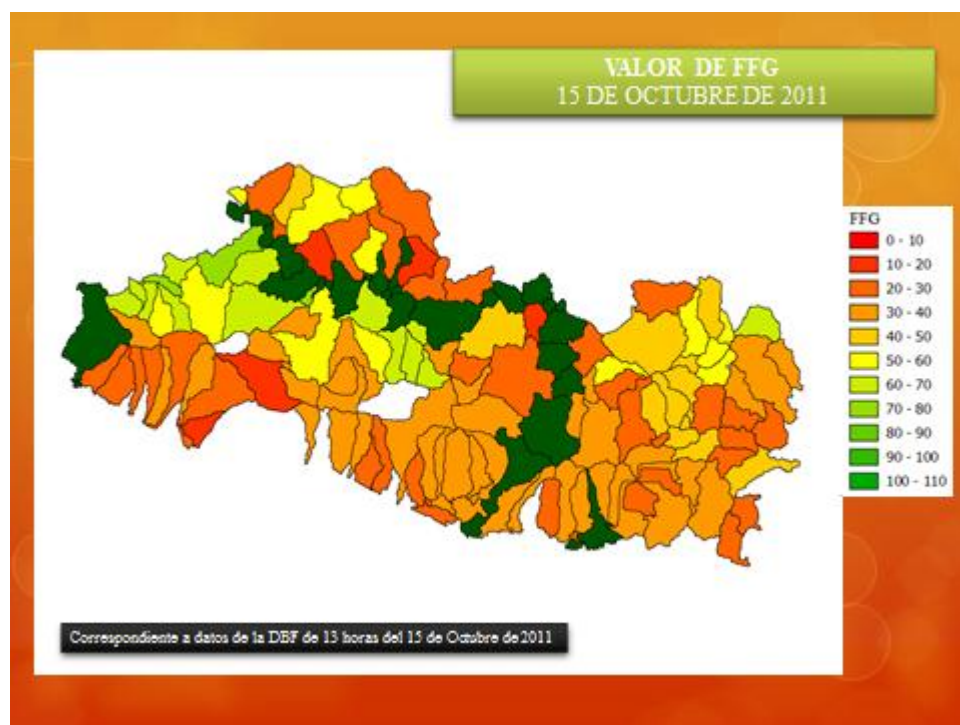 VALOR DE FFG
15 DE OCTUBRE DE 2011
FFG
0 - 10
10 - 20
20 - 30
30 - 40
40 - 50
50 - 60
60 - 70
70 - 80
80 - 90
90 - 100
100 - 110
Correspondiente a datos de la DBF de 13 horas del 15 de Octubre de 2011